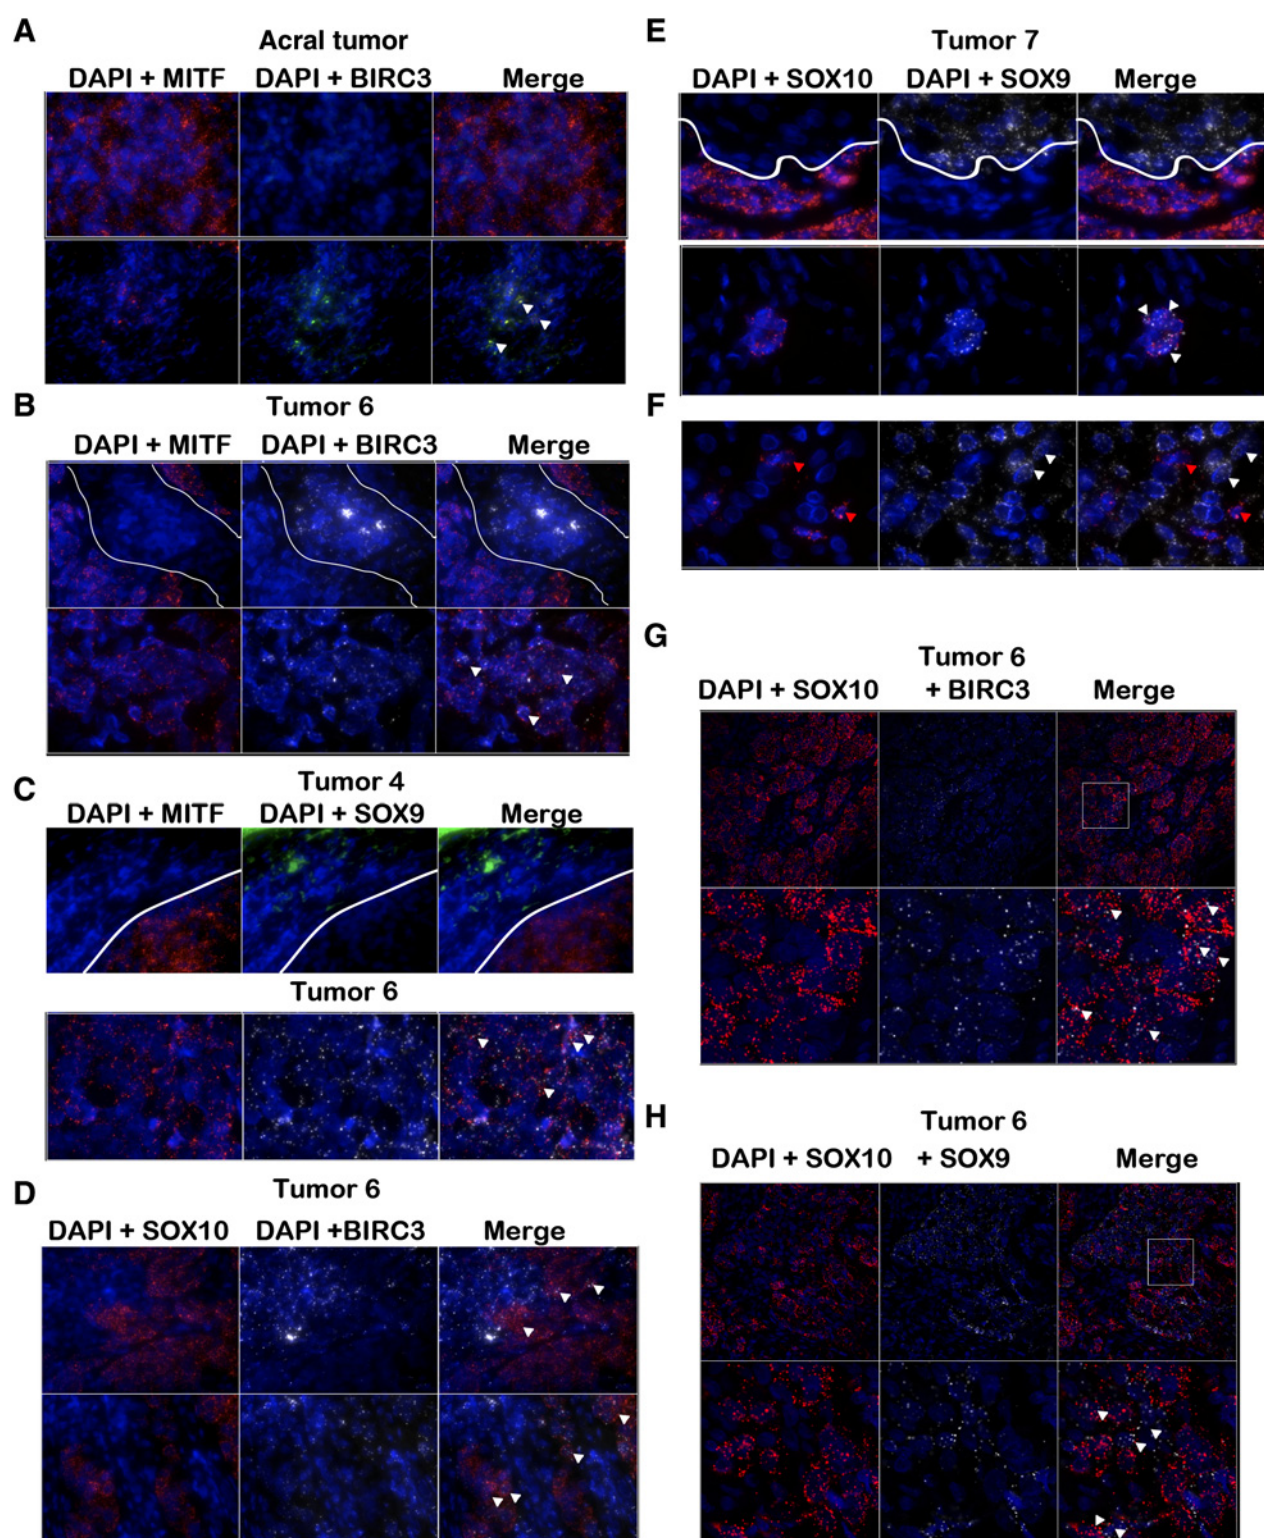 A
Acral tumor
DAPI + MITF DAPI + BIRC3 Merge
B
Tumor 6
DAPI + MITF DAPI + BIRC3 Merge
C
Tumor 4
DAPI + MITF DAPI + SOX9 Merge
Tumor 6
D
Tumor 6
DAPI + SOX10 DAPI +BIRC3 Merge
E
Tumor 7
DAPI + SOX10 DAPI + SOX9 Merge
F
G
Tumor 6
DAPI + SOX10 + BIRC3 Merge
H
Tumor 6
DAPI + SOX10 + SOX9 Merge